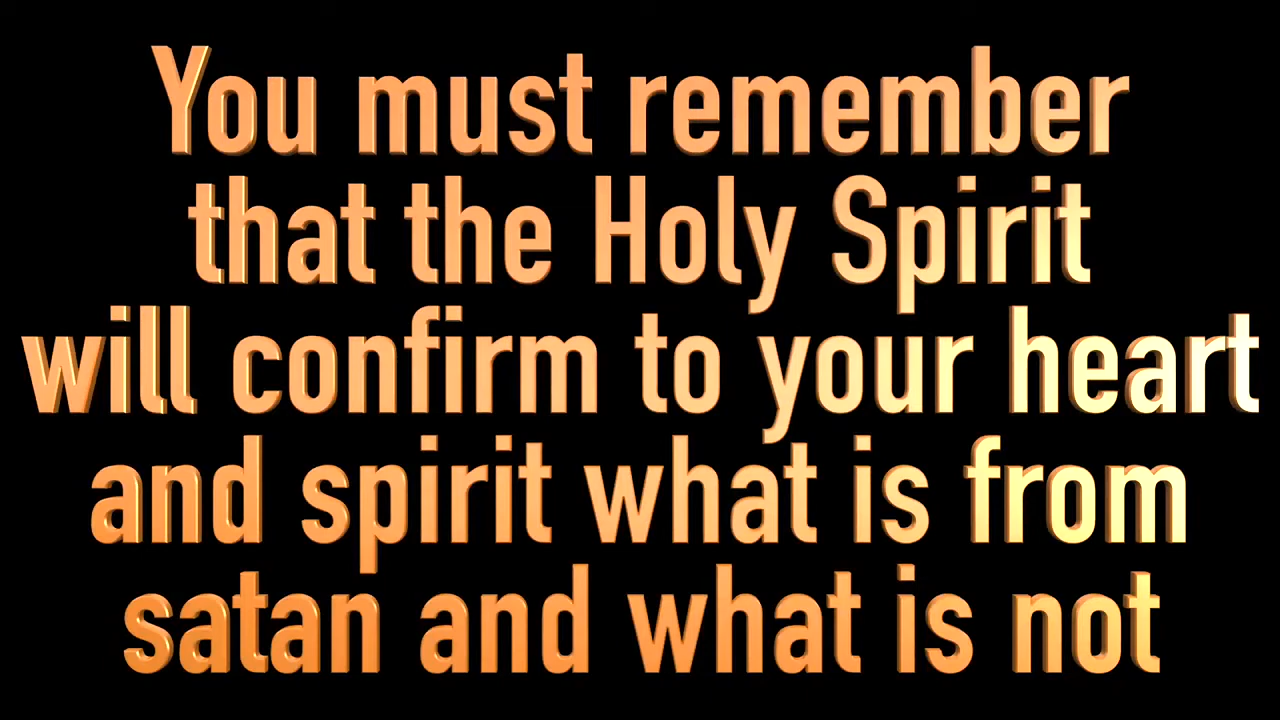 You must remember
that the Holy Spirit
will confirm to your heart
and spirit what is from
satan and what is not